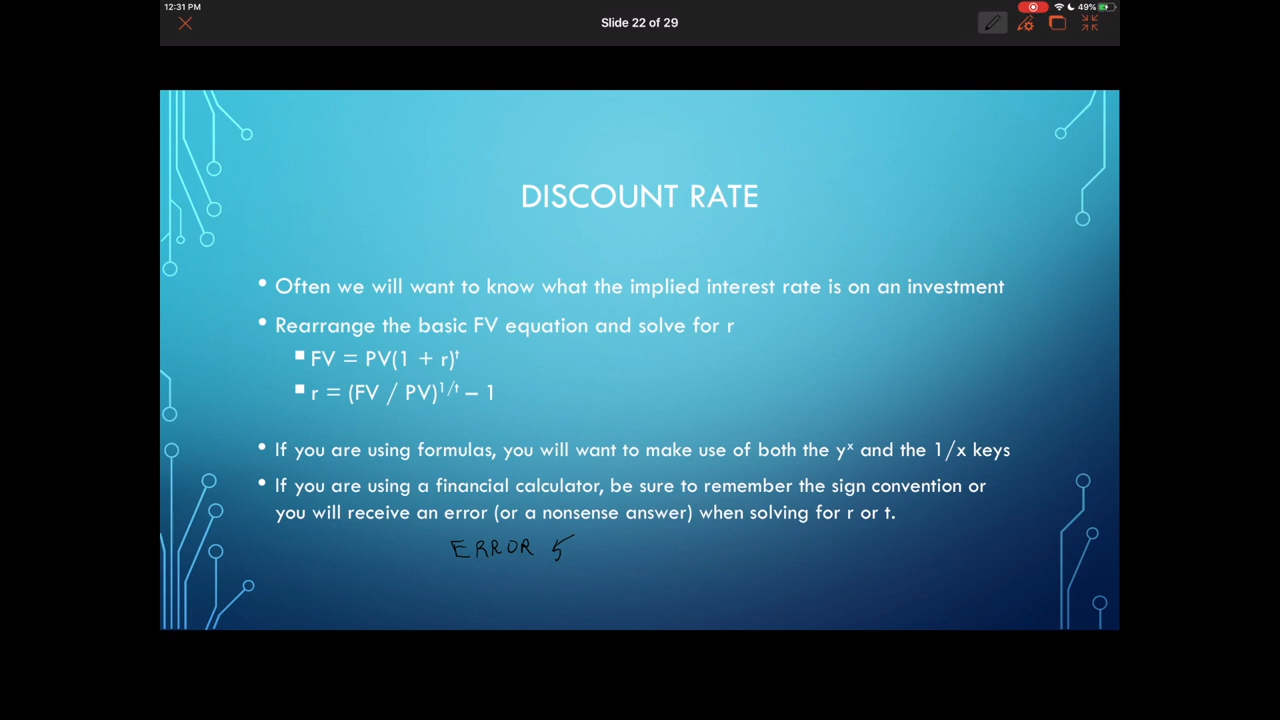 12:31 PM
Slide 22 of 29
49%
DISCOUNT RATE
• Often we will want to know what the implied interest rate is on an investment
• Rearrange the basic FV equation and solve for r
▪ FV = PV(1 + r)ᵗ
▪ r = (FV / PV)¹/ᵗ – 1
• If you are using formulas, you will want to make use of both the yˣ and the 1/x keys
• If you are using a financial calculator, be sure to remember the sign convention or
you will receive an error (or a nonsense answer) when solving for r or t.
ERROR 5